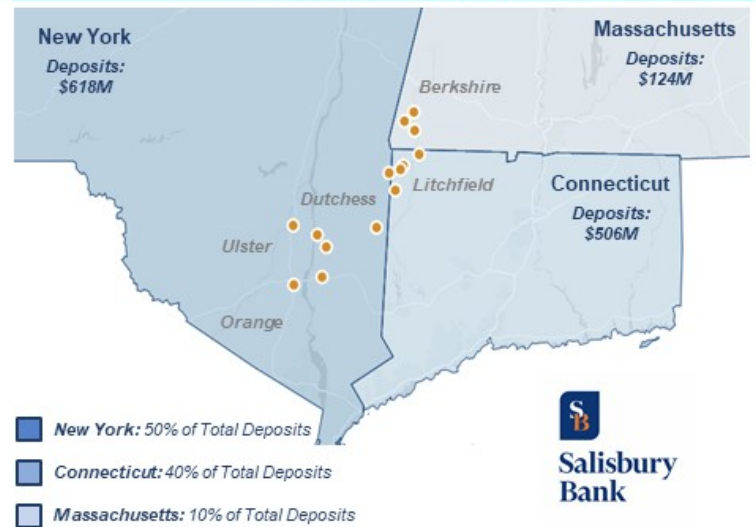 New York
Deposits:
$618M
Massachusetts
Deposits:
$124M
Berkshire
Litchfield
Connecticut
Deposits:
$506M
Dutchess
Ulster
Orange
New York: 50% of Total Deposits
Connecticut: 40% of Total Deposits
Massachusetts: 10% of Total Deposits
SB
Salisbury
Bank